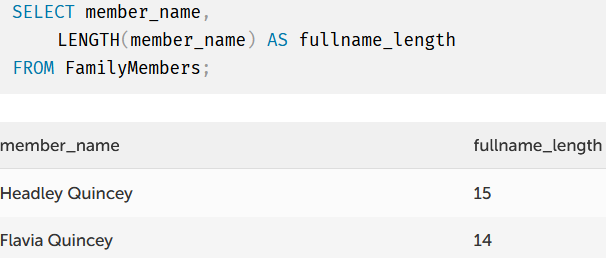 SELECT member_name,
LENGTH(member_name) AS fullname_length
FROM FamilyMembers;
member_name fullname_length
Headley Quincey 15
Flavia Quincey 14